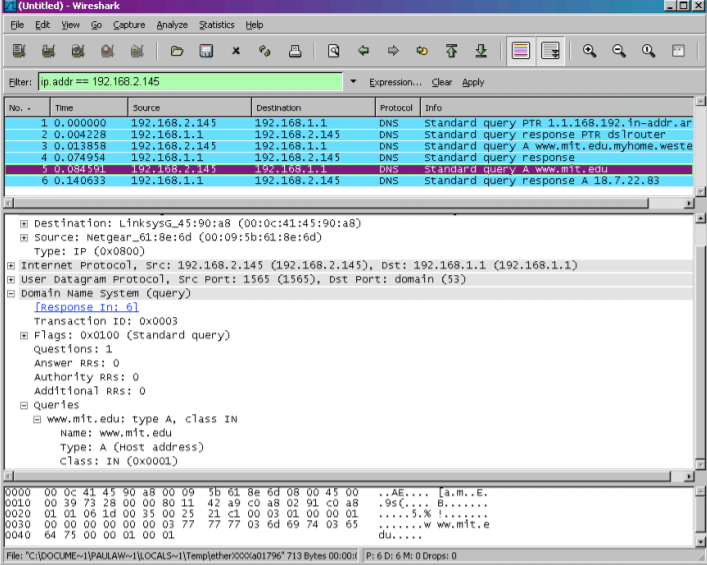 (Untitled) - Wireshark
File Edit View Go Capture Analyze Statistics Help
Filter: ip.addr == 192.168.2.145 Expression... Clear Apply
No. Time Source Destination Protocol Info
1 0.000000 192.168.2.145 192.168.1.1 DNS Standard query PTR 1.1.168.192.in-addr.ar
2 0.004228 192.168.1.1 192.168.2.145 DNS Standard query response PTR dslrouter
3 0.013858 192.168.2.145 192.168.1.1 DNS Standard query A www.mit.edu.myhome.weste
4 0.074954 192.168.1.1 192.168.2.145 DNS Standard query response
5 0.084591 192.168.2.145 192.168.1.1 DNS Standard query A www.mit.edu
6 0.140633 192.168.1.1 192.168.2.145 DNS Standard query response A 18.7.22.83
Destination: LinksysG_45:90:a8 (00:0c:41:45:90:a8)
Source: Netgear_61:8e:6d (00:09:5b:61:8e:6d)
Type: IP (0x0800)
Internet Protocol, Src: 192.168.2.145 (192.168.2.145), Dst: 192.168.1.1 (192.168.1.1)
User Datagram Protocol, Src Port: 1565 (1565), Dst Port: domain (53)
Domain Name System (query)
[Response In: 6]
Transaction ID: 0x0003
Flags: 0x0100 (Standard query)
Questions: 1
Answer RRs: 0
Authority RRs: 0
Additional RRs: 0
Queries
www.mit.edu: type A, class IN
Name: www.mit.edu
Type: A (Host address)
Class: IN (0x0001)
0000 00 0c 41 45 90 a8 00 09 5b 61 8e 6d 08 00 45 00 ..AE.... [a.m..E.
0010 00 39 73 28 00 00 80 11 42 a9 c0 a8 02 91 c0 a8 .9s(.... B.......
0020 01 01 06 1d 00 35 00 25 21 c1 00 03 01 00 00 01 .....5.% !.......
0030 00 00 00 00 00 00 03 77 77 77 03 6d 69 74 03 65 .......w ww.mit.e
0040 64 75 00 00 01 00 01 du.....
File: "C:\DOCUME~1\PAULAW~1\LOCALS~1\Temp\etherXXXXa01796" 713 Bytes 00:00:( P: 6 D: 6 M: 0 Drops: 0